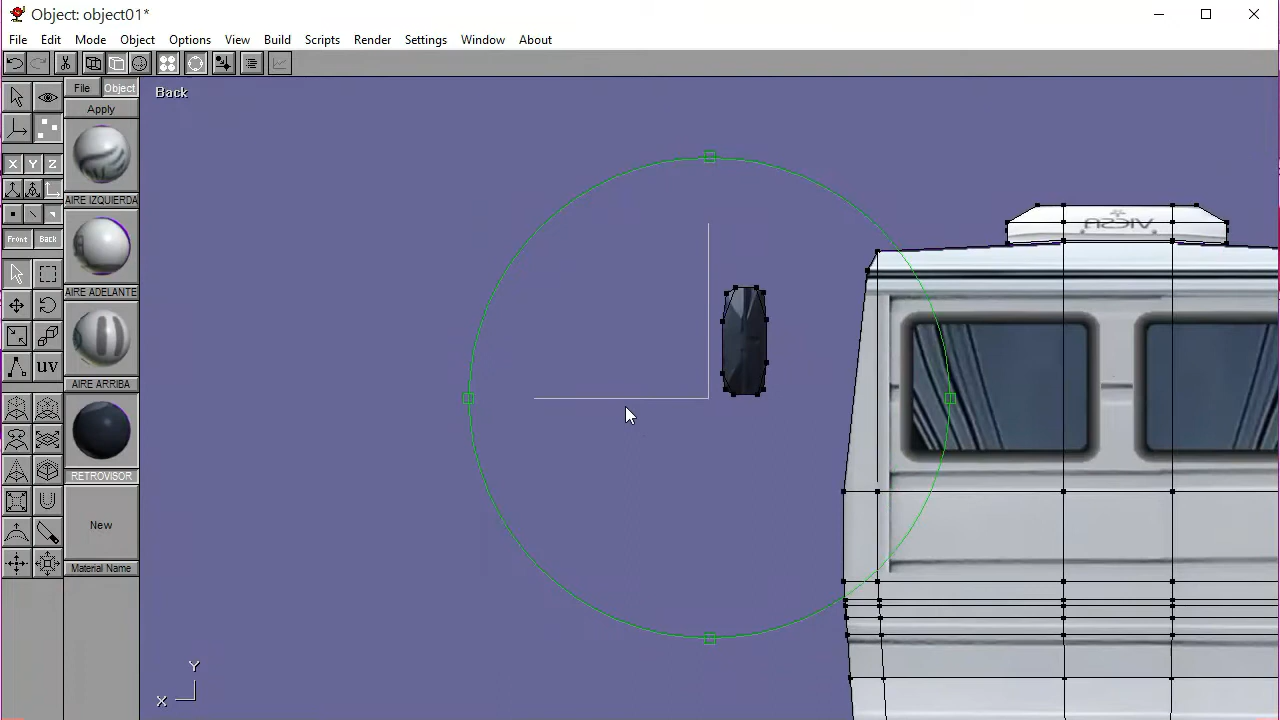 Object: object01*
File Edit Mode Object Options View Build Scripts Render Settings Window About
File Object
Apply
Back
AIRE IZQUIERDA
X Y Z
Front Back
AIRE ADELANTE
uv
AIRE ARRIBA
RETROVISOR
New
Material Name
Y
X